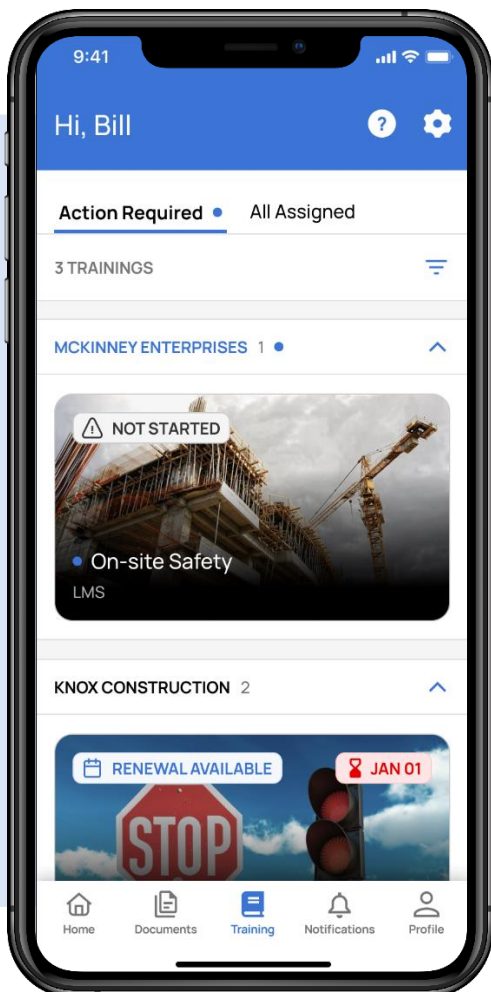 9:41
Hi, Bill
?
Action Required
All Assigned
3 TRAININGS
MCKINNEY ENTERPRISES 1
NOT STARTED
On-site Safety
LMS
KNOX CONSTRUCTION 2
RENEWAL AVAILABLE
JAN 01
STOP
Home
Documents
Training
Notifications
Profile